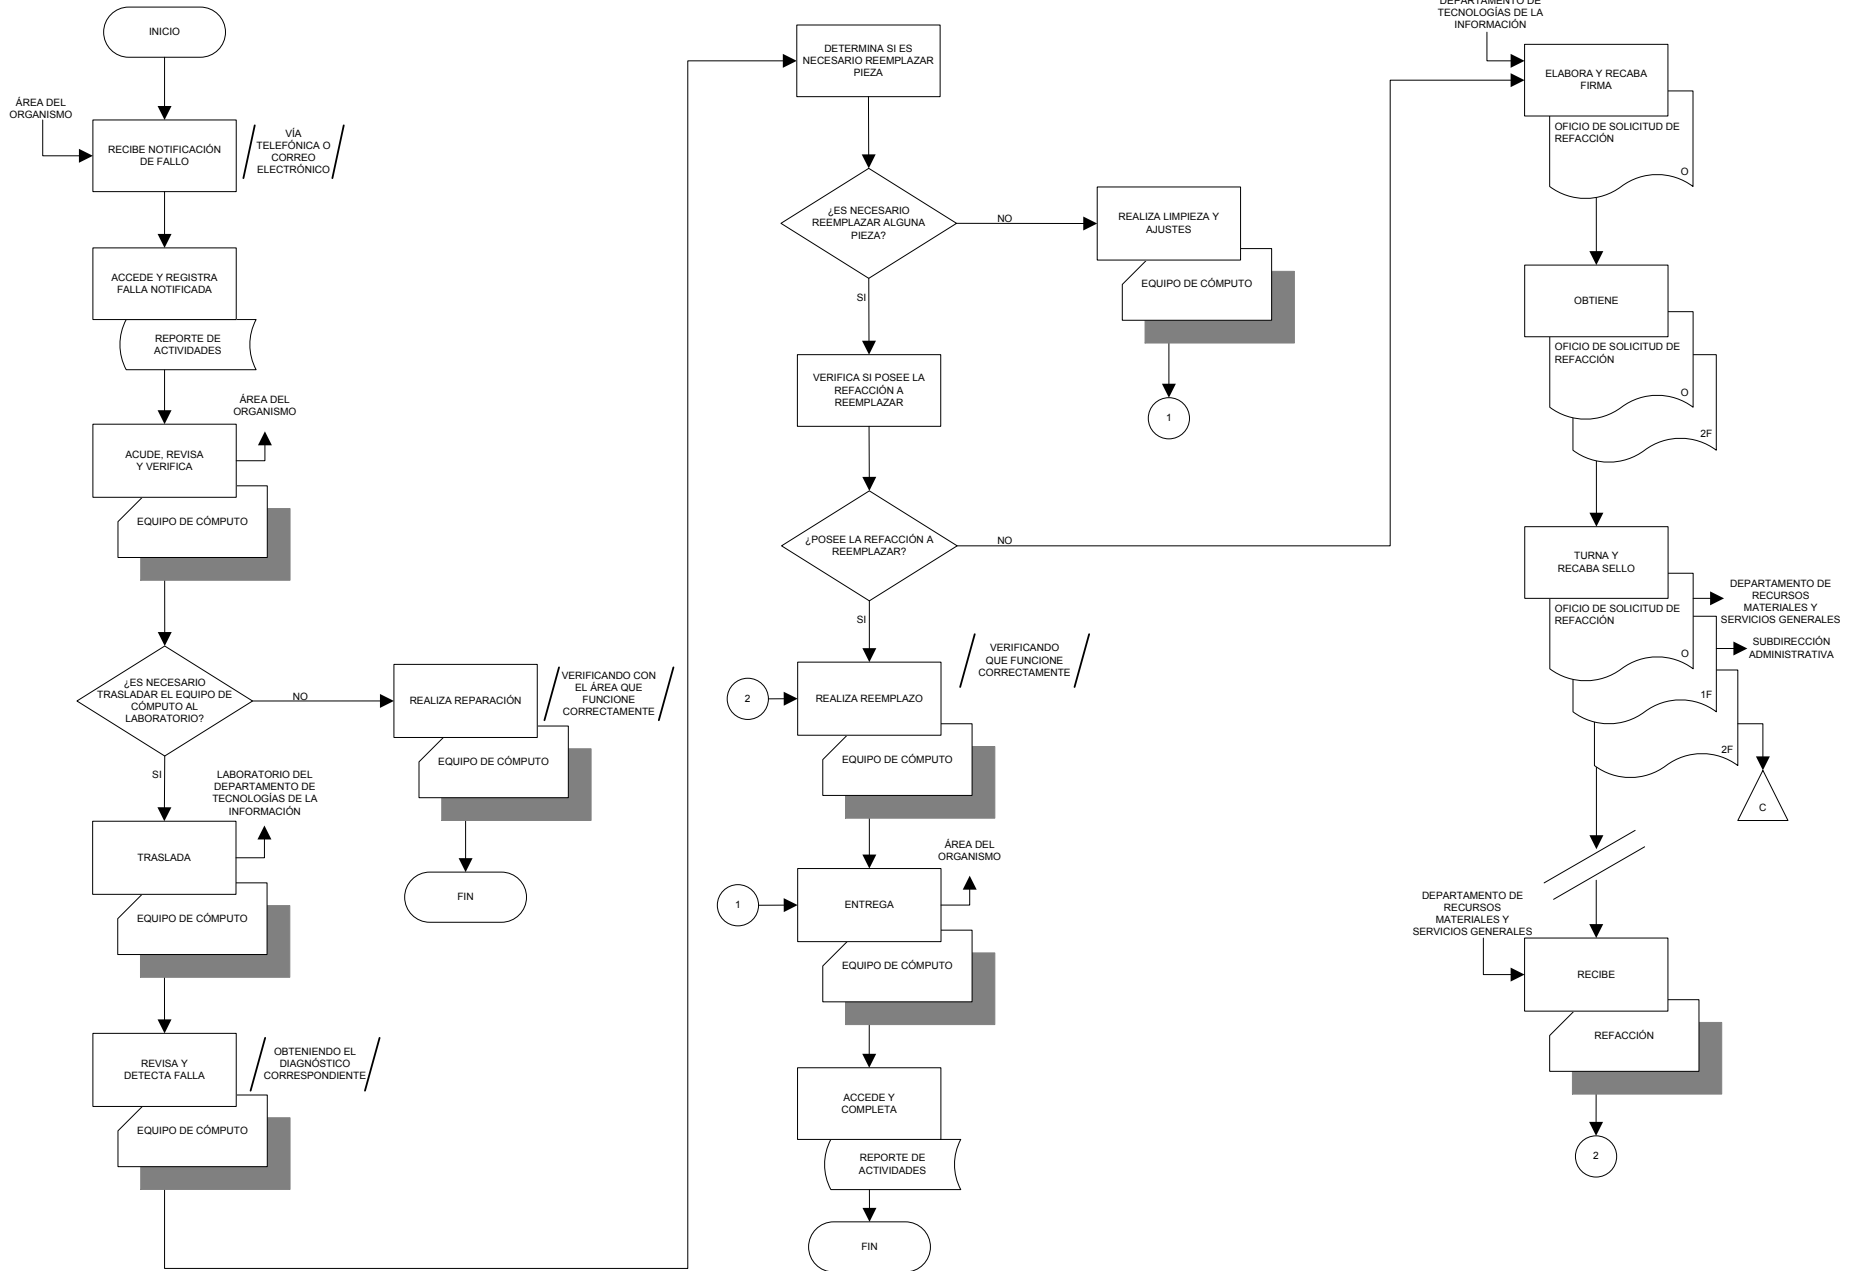 INICIO
ÁREA DEL
ORGANISMO
RECIBE NOTIFICACIÓN
DE FALLO
VÍA
TELEFÓNICA O
CORREO
ELECTRÓNICO
ACCEDE Y REGISTRA
FALLA NOTIFICADA
REPORTE DE
ACTIVIDADES
ÁREA DEL
ORGANISMO
ACUDE, REVISA
Y VERIFICA
EQUIPO DE CÓMPUTO
¿ES NECESARIO
TRASLADAR EL EQUIPO DE
CÓMPUTO AL
LABORATORIO?
NO
REALIZA REPARACIÓN
VERIFICANDO CON
EL ÁREA QUE
FUNCIONE
CORRECTAMENTE
EQUIPO DE CÓMPUTO
FIN
SI
LABORATORIO DEL
DEPARTAMENTO DE
TECNOLOGÍAS DE LA
INFORMACIÓN
TRASLADA
EQUIPO DE CÓMPUTO
REVISA Y
DETECTA FALLA
OBTENIENDO EL
DIAGNÓSTICO
CORRESPONDIENTE
EQUIPO DE CÓMPUTO
DETERMINA SI ES
NECESARIO REEMPLAZAR
PIEZA
¿ES NECESARIO
REEMPLAZAR ALGUNA
PIEZA?
NO
REALIZA LIMPIEZA Y
AJUSTES
EQUIPO DE CÓMPUTO
1
SI
VERIFICA SI POSEE LA
REFACCIÓN A
REEMPLAZAR
¿POSEE LA REFACCIÓN A
REEMPLAZAR?
NO
SI
VERIFICANDO
QUE FUNCIONE
CORRECTAMENTE
2
REALIZA REEMPLAZO
EQUIPO DE CÓMPUTO
ÁREA DEL
ORGANISMO
1
ENTREGA
EQUIPO DE CÓMPUTO
ACCEDE Y
COMPLETA
REPORTE DE
ACTIVIDADES
FIN
DEPARTAMENTO DE
TECNOLOGÍAS DE LA
INFORMACIÓN
ELABORA Y RECABA
FIRMA
OFICIO DE SOLICITUD DE
REFACCIÓN
O
OBTIENE
OFICIO DE SOLICITUD DE
REFACCIÓN
O
2F
TURNA Y
RECABA SELLO
OFICIO DE SOLICITUD DE
REFACCIÓN
O
1F
2F
DEPARTAMENTO DE
RECURSOS
MATERIALES Y
SERVICIOS GENERALES
SUBDIRECCIÓN
ADMINISTRATIVA
C
DEPARTAMENTO DE
RECURSOS
MATERIALES Y
SERVICIOS GENERALES
RECIBE
REFACCIÓN
2